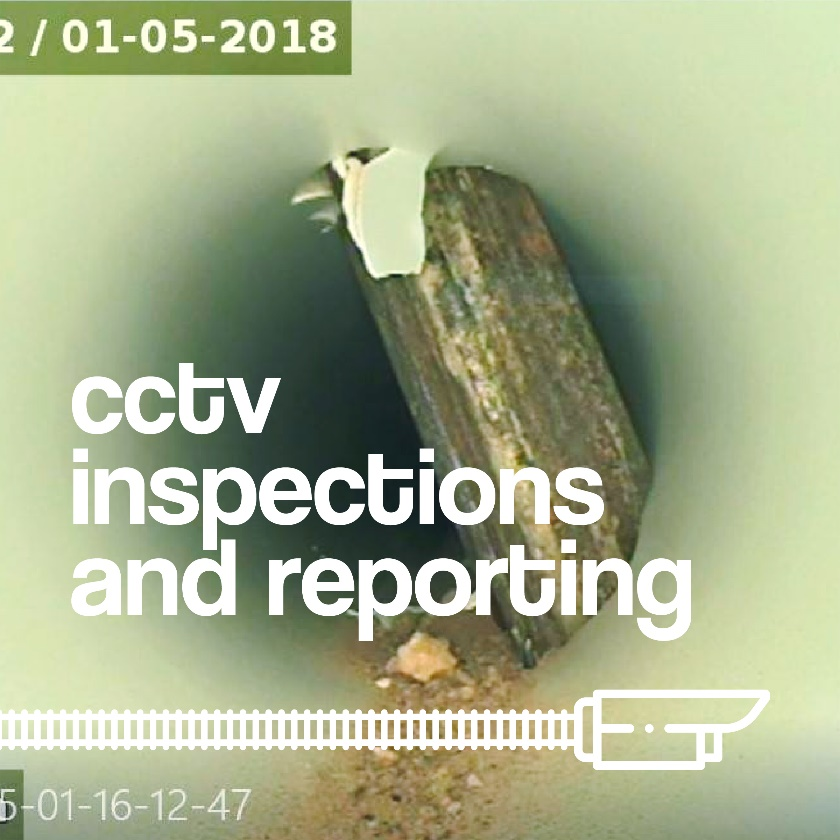 2 / 01-05-2018
cctv
inspections
and reporting
5-01-16-12-47